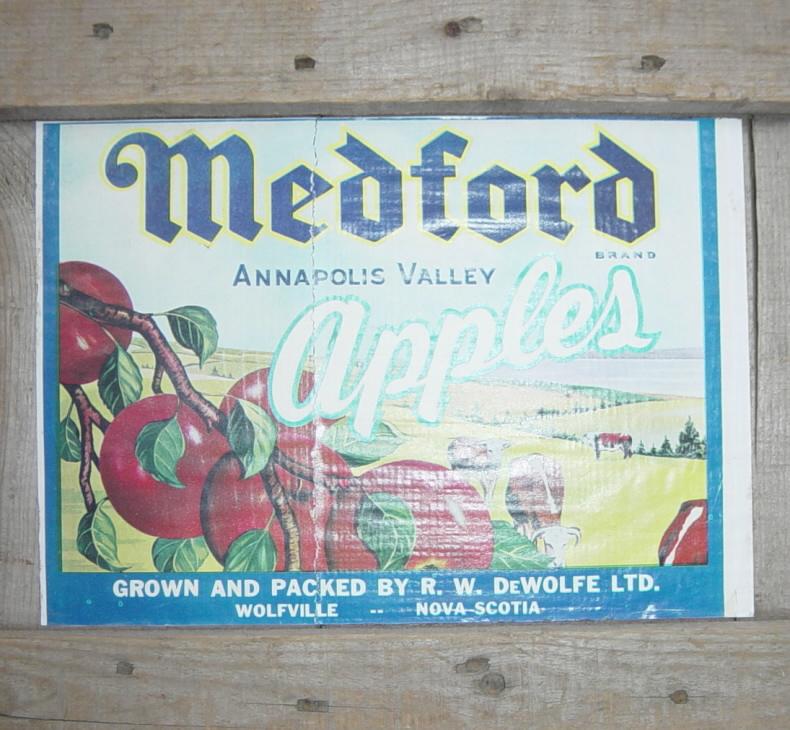 Medford
BRAND
ANNAPOLIS VALLEY
Apples
GROWN AND PACKED BY R. W. DEWOLFE LTD.
WOLFVILLE -- NOVA SCOTIA